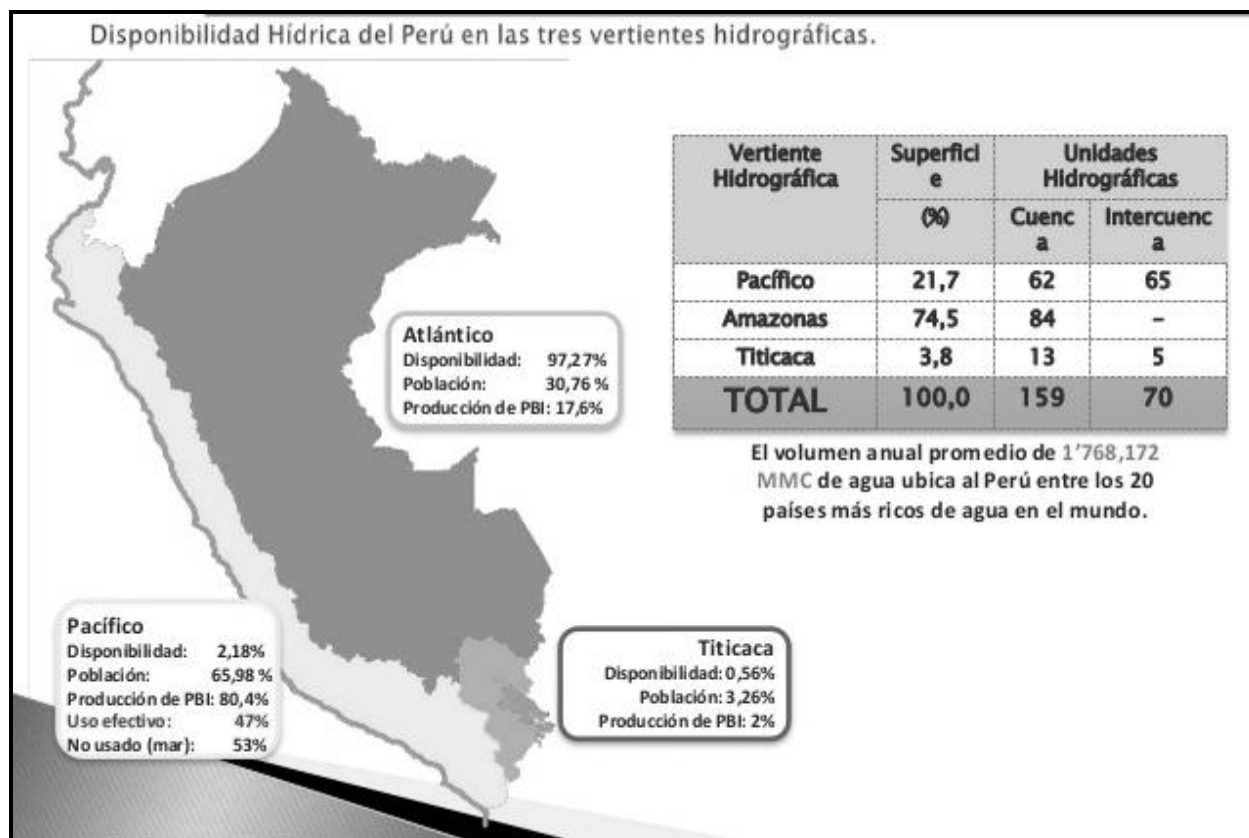 Disponibilidad Hídrica del Perú en las tres vertientes hidrográficas.
Atlántico
Disponibilidad: 97,27%
Población: 30,76 %
Producción de PBI: 17,6%
Pacífico
Disponibilidad: 2,18%
Población: 65,98 %
Producción de PBI: 80,4%
Uso efectivo: 47%
No usado (mar): 53%
Titicaca
Disponibilidad: 0,56%
Población: 3,26%
Producción de PBI: 2%
Vertiente
Hidrográfica
Superfici
e
(%)
Unidades
Hidrográficas
Cuenc
a
Intercuenc
a
Pacífico 21,7 62 65
Amazonas 74,5 84 –
Titicaca 3,8 13 5
TOTAL 100,0 159 70
El volumen anual promedio de 1'768,172
MMC de agua ubica al Perú entre los 20
países más ricos de agua en el mundo.